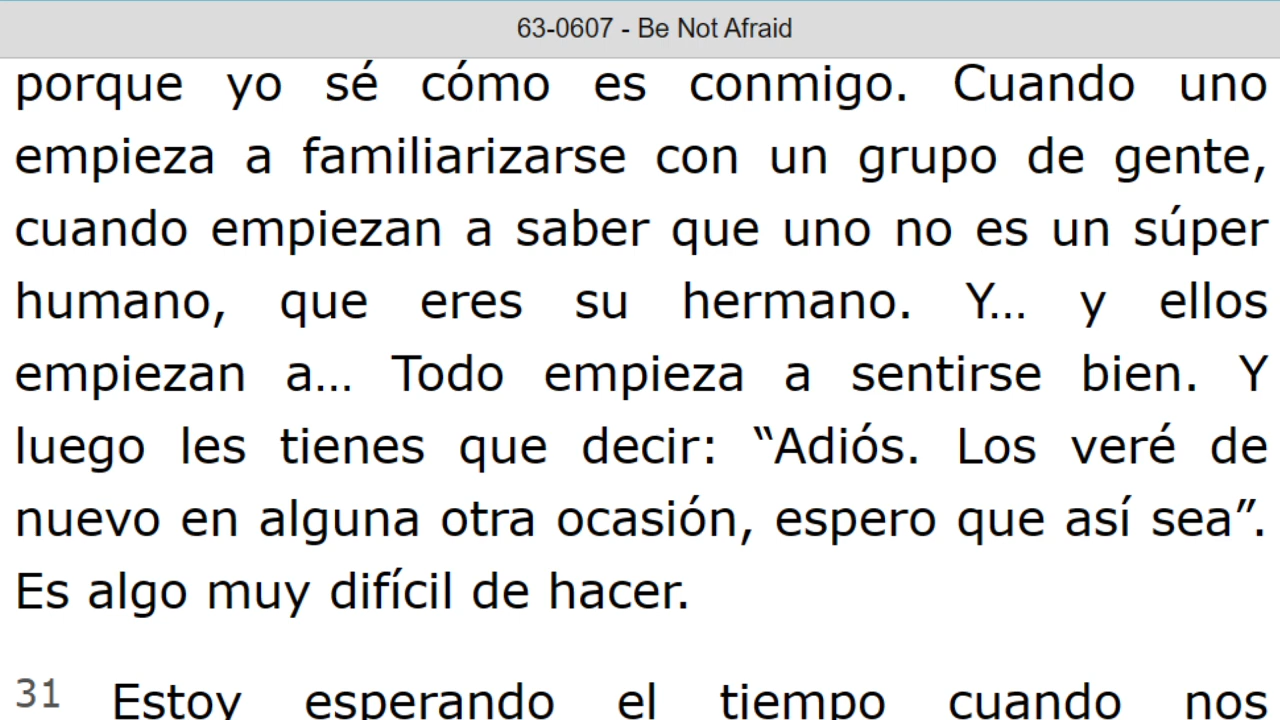 63-0607 - Be Not Afraid
porque yo sé cómo es conmigo. Cuando uno
empieza a familiarizarse con un grupo de gente,
cuando empiezan a saber que uno no es un súper
humano, que eres su hermano. Y… y ellos
empiezan a… Todo empieza a sentirse bien. Y
luego les tienes que decir: “Adiós. Los veré de
nuevo en alguna otra ocasión, espero que así sea”.
Es algo muy difícil de hacer.
31 Estoy esperando el tiempo cuando nos